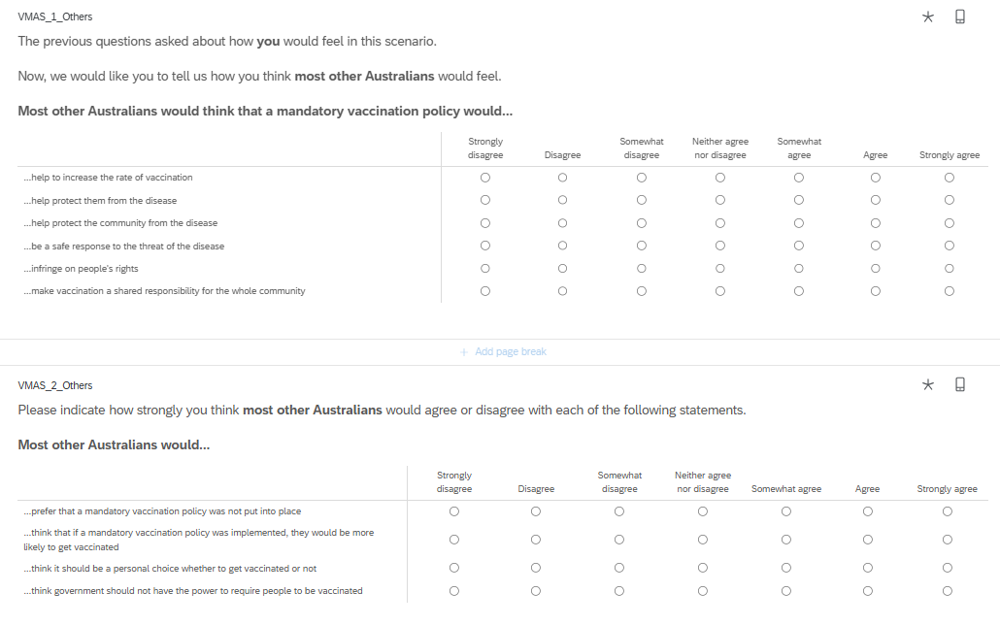 VMAS_1_Others
The previous questions asked about how you would feel in this scenario.
Now, we would like you to tell us how you think most other Australians would feel.
Most other Australians would think that a mandatory vaccination policy would...
Strongly disagree Disagree Somewhat disagree Neither agree nor disagree Somewhat agree Agree Strongly agree
...help to increase the rate of vaccination
...help protect them from the disease
...help protect the community from the disease
...be a safe response to the threat of the disease
...infringe on people's rights
...make vaccination a shared responsibility for the whole community
+ Add page break
VMAS_2_Others
Please indicate how strongly you think most other Australians would agree or disagree with each of the following statements.
Most other Australians would...
Strongly disagree Disagree Somewhat disagree Neither agree nor disagree Somewhat agree Agree Strongly agree
...prefer that a mandatory vaccination policy was not put into place
...think that if a mandatory vaccination policy was implemented, they would be more
likely to get vaccinated
...think it should be a personal choice whether to get vaccinated or not
...think government should not have the power to require people to be vaccinated